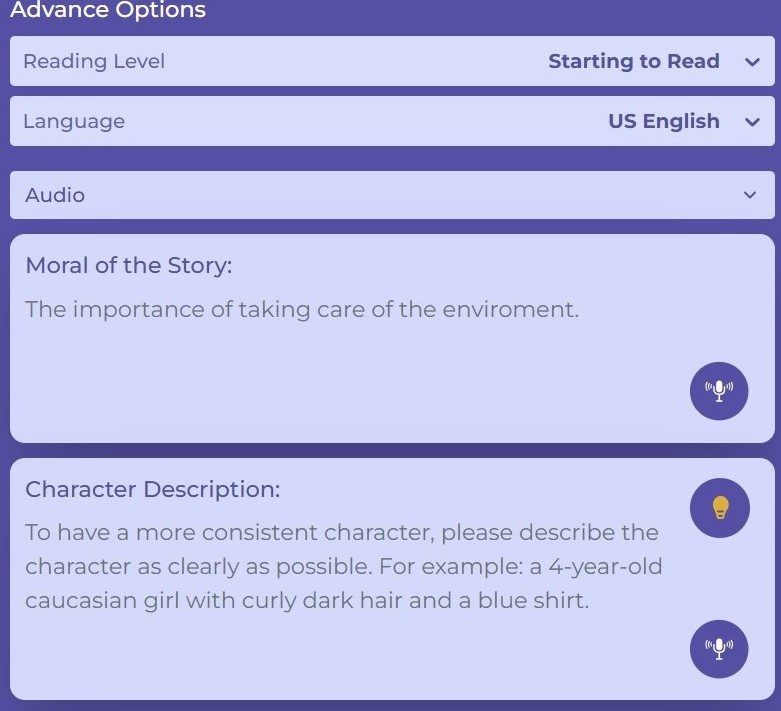 Advance Options
Reading Level
Starting to Read
Language
US English
Audio
Moral of the Story:
The importance of taking care of the enviroment.
Character Description:
To have a more consistent character, please describe the
character as clearly as possible. For example: a 4-year-old
caucasian girl with curly dark hair and a blue shirt.